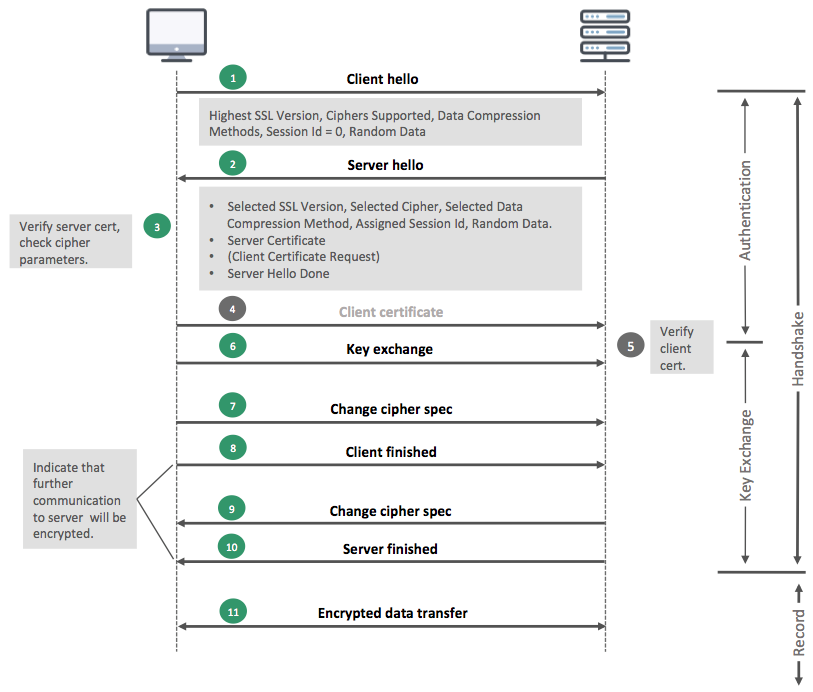 1
Client hello
Highest SSL Version, Ciphers Supported, Data Compression
Methods, Session Id = 0, Random Data
2
Server hello
• Selected SSL Version, Selected Cipher, Selected Data
Compression Method, Assigned Session Id, Random Data.
• Server Certificate
• (Client Certificate Request)
• Server Hello Done
3
Verify server cert,
check cipher
parameters.
4
Client certificate
5
Verify
client
cert.
6
Key exchange
7
Change cipher spec
8
Client finished
Indicate that
further
communication
to server will be
encrypted.
9
Change cipher spec
10
Server finished
11
Encrypted data transfer
Authentication
Key Exchange
Handshake
Record